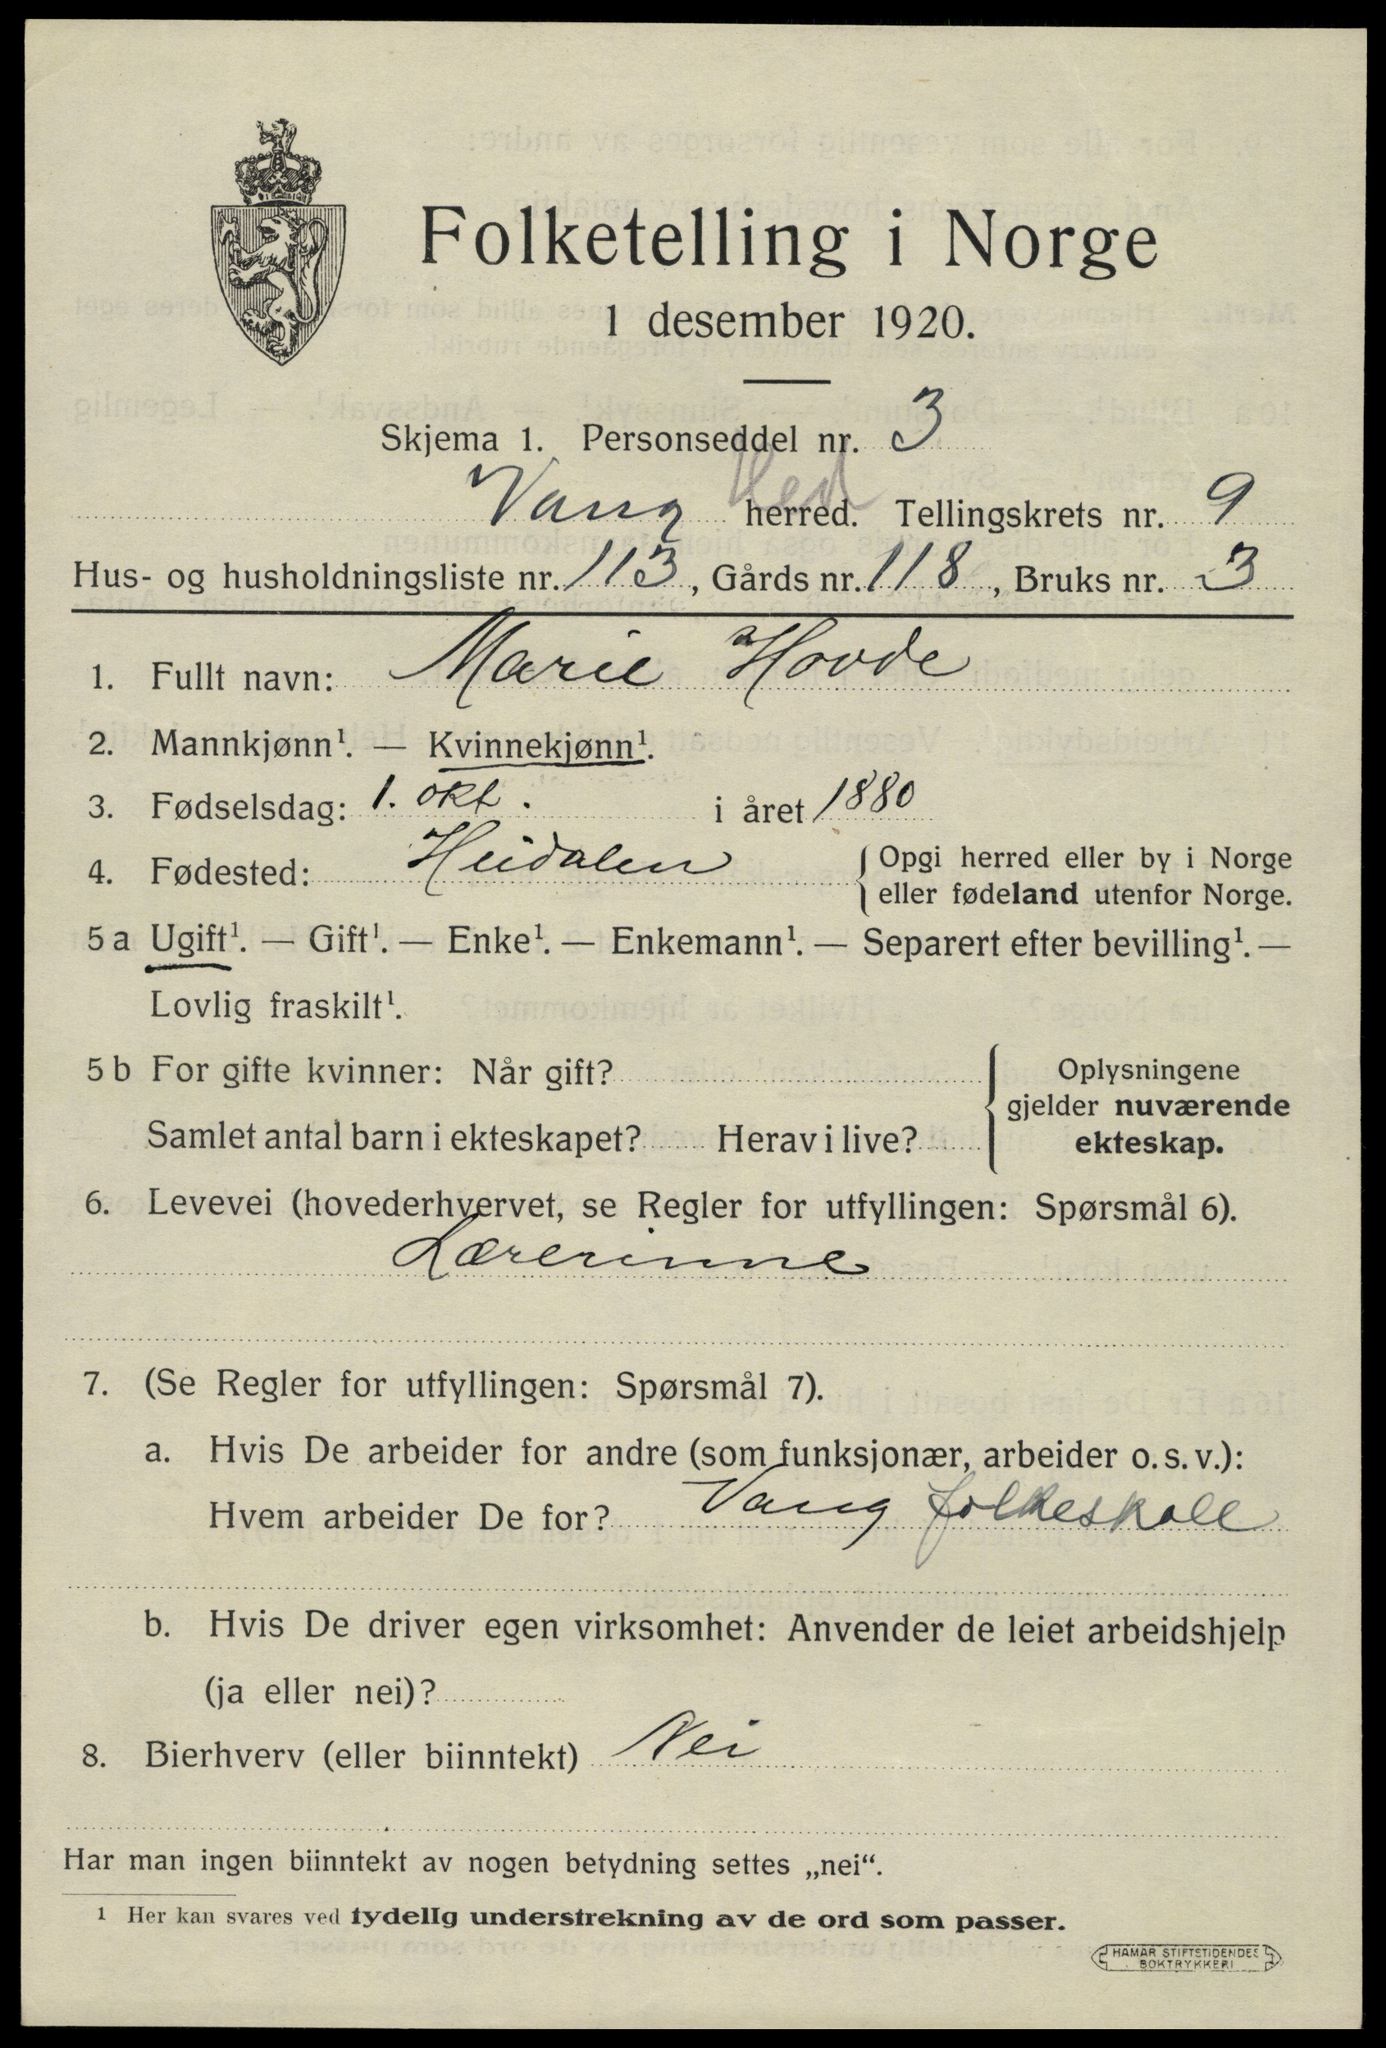 Folketelling i Norge
1 desember 1920.
Skjema 1. Personseddel nr. 3
Vang Hed herred. Tellingskrets nr. 9
Hus- og husholdningsliste nr. 113, Gårds nr. 118, Bruks nr. 3
1. Fullt navn: Marie Hovde
2. Mannkjønn¹. — Kvinnekjønn¹.
3. Fødselsdag: 1. okt. i året 1880
4. Fødested: Heidalen { Opgi herred eller by i Norge
eller fødeland utenfor Norge.
5 a Ugift¹. — Gift¹. — Enke¹. — Enkemann¹. — Separert efter bevilling¹. —
Lovlig fraskilt¹.
5 b For gifte kvinner: Når gift?
Samlet antal barn i ekteskapet? Herav i live?
{ Oplysningene
gjelder nuværende
ekteskap.
6. Levevei (hovederhvervet, se Regler for utfyllingen: Spørsmål 6).
Lærerinne
7. (Se Regler for utfyllingen: Spørsmål 7).
a. Hvis De arbeider for andre (som funksjonær, arbeider o. s. v.):
Hvem arbeider De for? Vang folkeskole
b. Hvis De driver egen virksomhet: Anvender de leiet arbeidshjelp
(ja eller nei)?
8. Bierhverv (eller biinntekt) Nei
Har man ingen biinntekt av nogen betydning settes „nei“.
1 Her kan svares ved tydelig understrekning av de ord som passer.
HAMAR STIFTSTIDENDES
BOKTRYKKERI